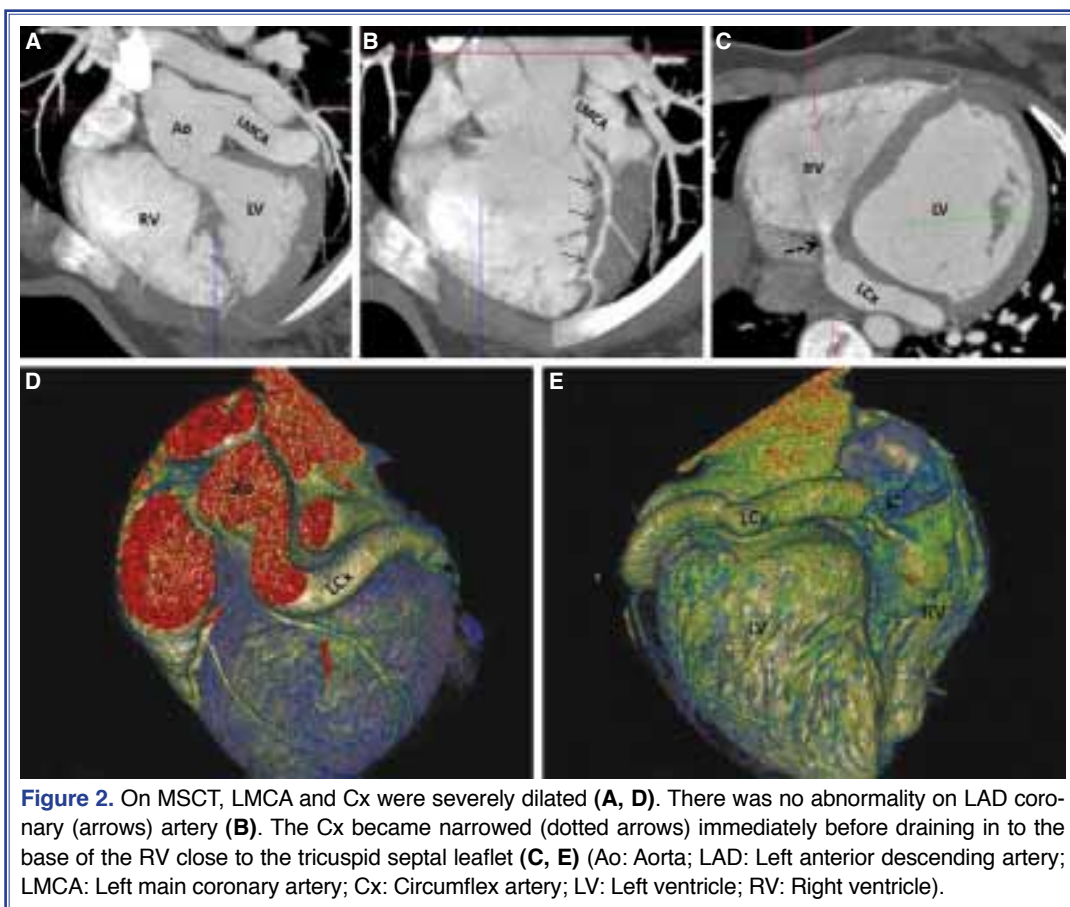 A
B
C
Ao
LMCA
RV
LV
LMCA
RV
LV
LCx
D
E
Ao
LCx
LCx
LV
RV
Figure 2. On MSCT, LMCA and Cx were severely dilated (A, D). There was no abnormality on LAD coro-
nary (arrows) artery (B). The Cx became narrowed (dotted arrows) immediately before draining in to the
base of the RV close to the tricuspid septal leaflet (C, E) (Ao: Aorta; LAD: Left anterior descending artery;
LMCA: Left main coronary artery; Cx: Circumflex artery; LV: Left ventricle; RV: Right ventricle).